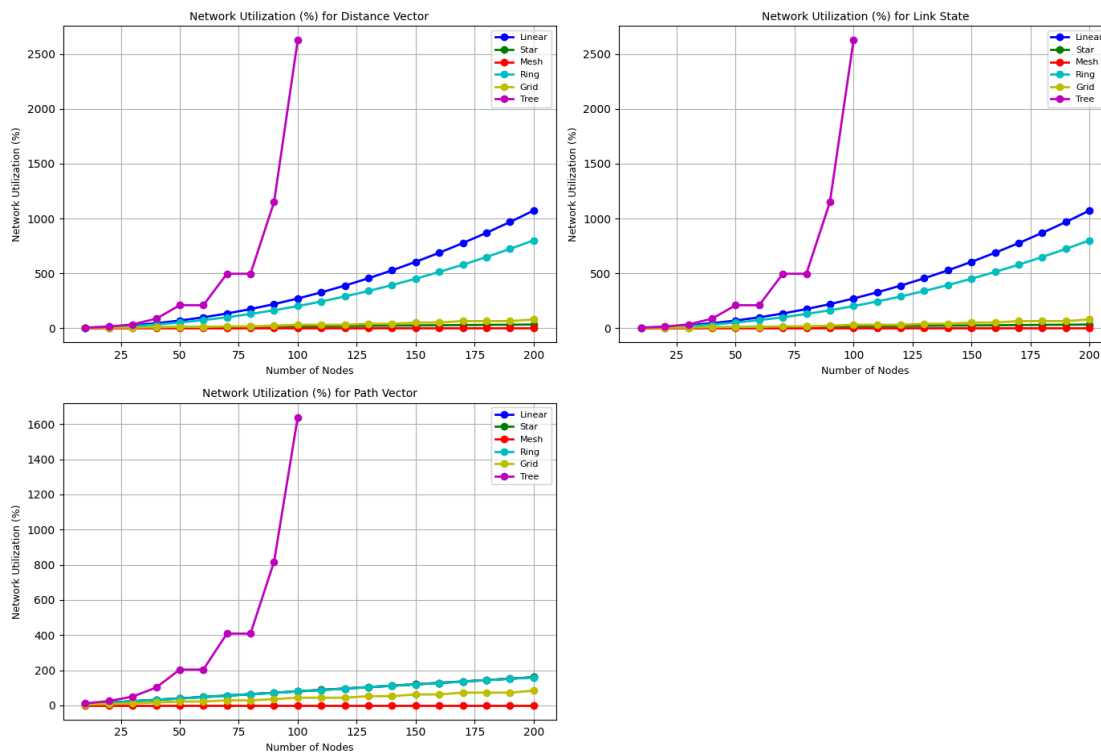 Network Utilization (%) for Distance Vector
Network Utilization (%)
2500
2000
1500
1000
500
0
25
50
75
100
125
150
175
200
Number of Nodes
Linear
Star
Mesh
Ring
Grid
Tree
Network Utilization (%) for Link State
Network Utilization (%)
2500
2000
1500
1000
500
0
25
50
75
100
125
150
175
200
Number of Nodes
Linear
Star
Mesh
Ring
Grid
Tree
Network Utilization (%) for Path Vector
Network Utilization (%)
1600
1400
1200
1000
800
600
400
200
0
25
50
75
100
125
150
175
200
Number of Nodes
Linear
Star
Mesh
Ring
Grid
Tree